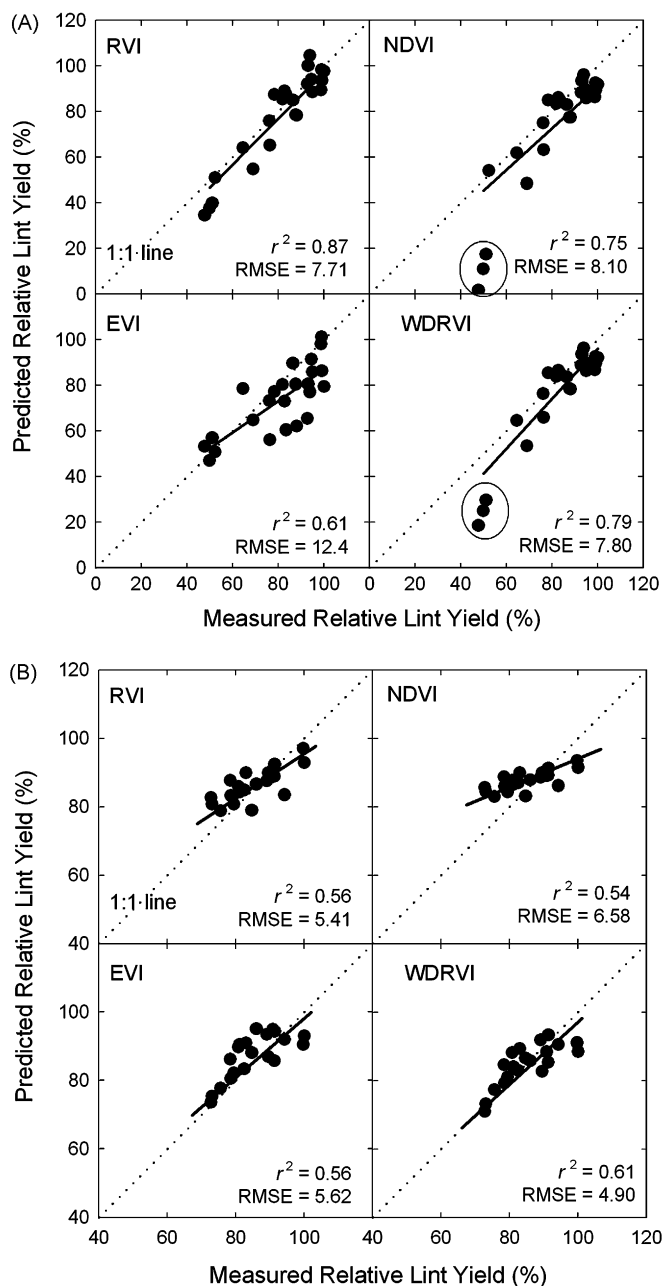 (A)
RVI
NDVI
120
100
80
60
40
20
0
1:1 line
r² = 0.87
RMSE = 7.71
r² = 0.75
RMSE = 8.10
EVI
WDRVI
100
80
60
40
20
0
r² = 0.61
RMSE = 12.4
r² = 0.79
RMSE = 7.80
0 20 40 60 80 100 0 20 40 60 80 100 120
Predicted Relative Lint Yield (%)
Measured Relative Lint Yield (%)
(B)
RVI
NDVI
120
100
80
60
40
1:1 line
r² = 0.56
RMSE = 5.41
r² = 0.54
RMSE = 6.58
EVI
WDRVI
100
80
60
40
r² = 0.56
RMSE = 5.62
r² = 0.61
RMSE = 4.90
40 60 80 100 40 60 80 100 120
Predicted Relative Lint Yield (%)
Measured Relative Lint Yield (%)